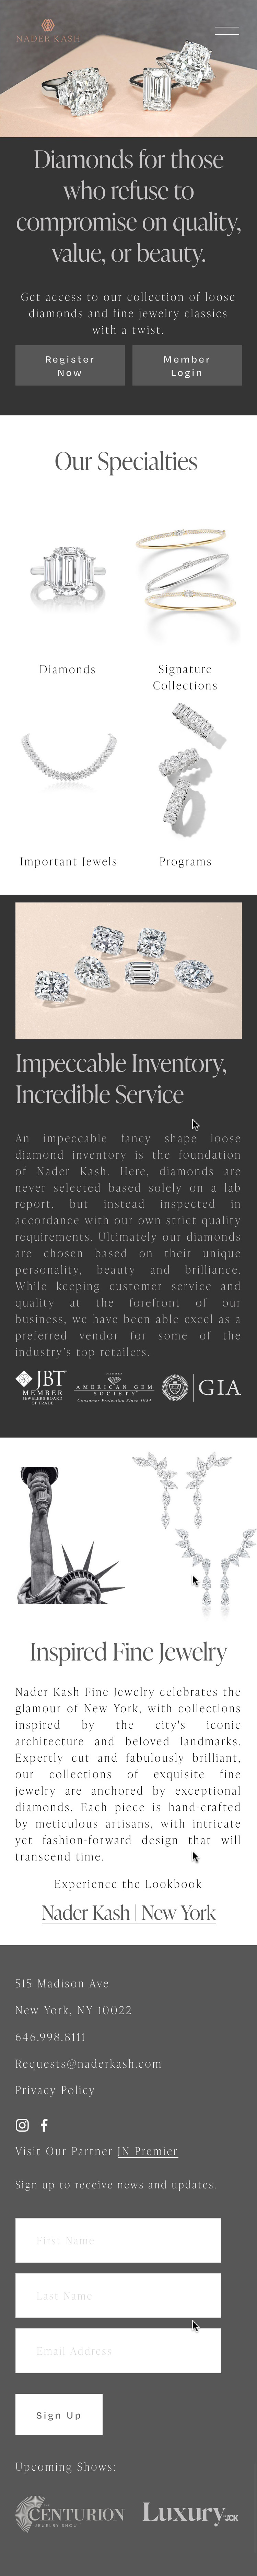 NADER KASH
Diamonds for those
who refuse to
compromise on quality,
value, or beauty.
Get access to our collection of loose
diamonds and fine jewelry classics
with a twist.
Register
Now
Member
Login
Our Specialties
Diamonds
Signature
Collections
Important Jewels
Programs
Impeccable Inventory,
Incredible Service
An impeccable fancy shape loose
diamond inventory is the foundation
of Nader Kash. Here, diamonds are
never selected based solely on a lab
report, but instead inspected in
accordance with our own strict quality
requirements. Ultimately our diamonds
are chosen based on their unique
personality, beauty and brilliance.
While keeping customer service and
quality at the forefront of our
business, we have been able excel as a
preferred vendor for some of the
industry's top retailers.
JBT
MEMBER
JEWELERS BOARD
OF TRADE
MEMBER
AMERICAN GEM
SOCIETY
Consumer Protection Since 1934
GIA
Inspired Fine Jewelry
Nader Kash Fine Jewelry celebrates the
glamour of New York, with collections
inspired by the city's iconic
architecture and beloved landmarks.
Expertly cut and fabulously brilliant,
our collections of exquisite fine
jewelry are anchored by exceptional
diamonds. Each piece is hand-crafted
by meticulous artisans, with intricate
yet fashion-forward design that will
transcend time.
Experience the Lookbook
Nader Kash | New York
515 Madison Ave
New York, NY 10022
646.998.8111
Requests@naderkash.com
Privacy Policy
Visit Our Partner JN Premier
Sign up to receive news and updates.
First Name
Last Name
Email Address
Sign Up
Upcoming Shows:
CENTURION
JEWELRY SHOW
Luxury
JCK